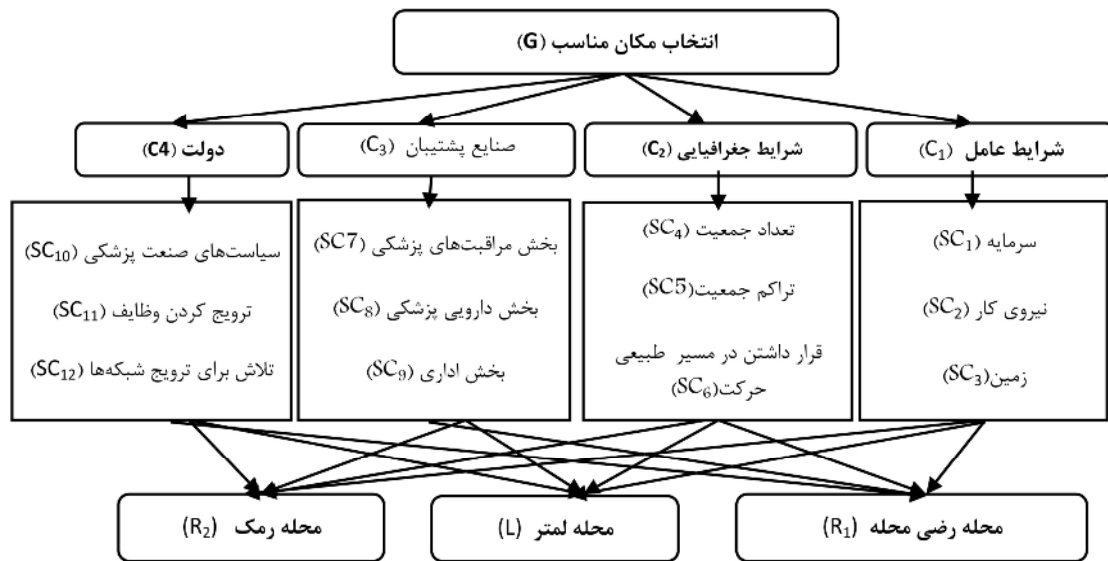 انتخاب مکان مناسب (G)
شرایط عامل (C₁)
شرایط جغرافیایی (C₂)
صنایع پشتیبان (C₃)
دولت (C4)
سرمایه (SC₁)
نیروی کار (SC₂)
زمین(SC₃)
تعداد جمعیت (SC₄)
تراکم جمعیت(SC5)
قرار داشتن در مسیر طبیعی
حرکت(SC₆)
بخش مراقبت‌های پزشکی (SC7)
بخش دارویی پزشکی (SC₈)
بخش اداری (SC₉)
سیاست‌های صنعت پزشکی (SC₁₀)
ترویج کردن وظایف (SC₁₁)
تلاش برای ترویج شبکه‌ها (SC₁₂)
محله رضی محله (R₁)
محله لمتر (L)
محله رمک (R₂)